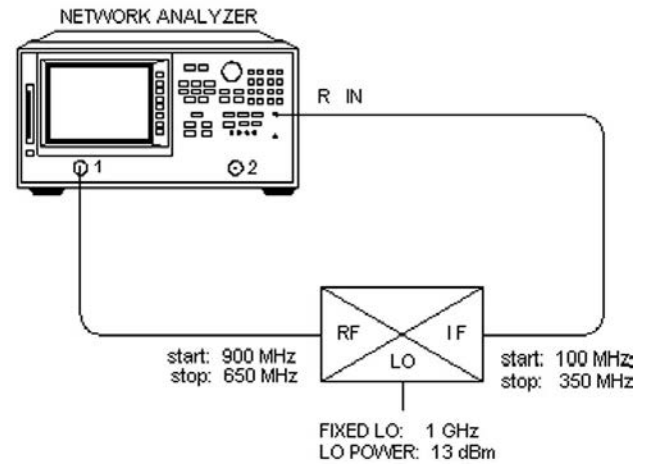 NETWORK ANALYZER
R IN
1
2
RF
IF
LO
start: 900 MHz
stop: 650 MHz
start: 100 MHz:
stop: 350 MHz
FIXED LO: 1 GHz
LO POWER: 13 dBm